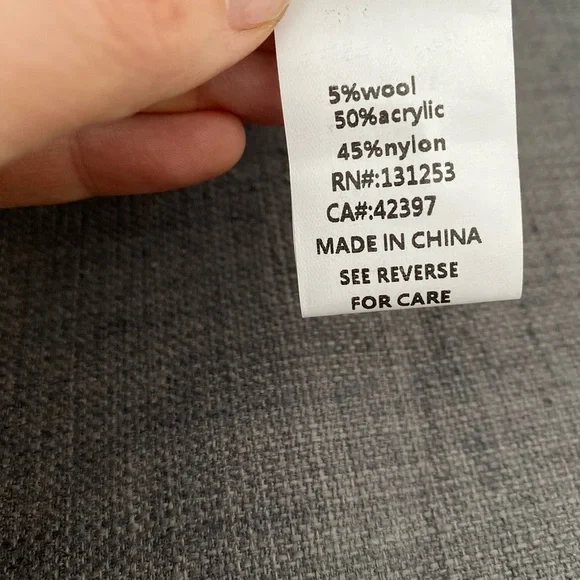 5%wool
50%acrylic
45%nylon
RN#:131253
CA#:42397
MADE IN CHINA
SEE REVERSE
FOR CARE